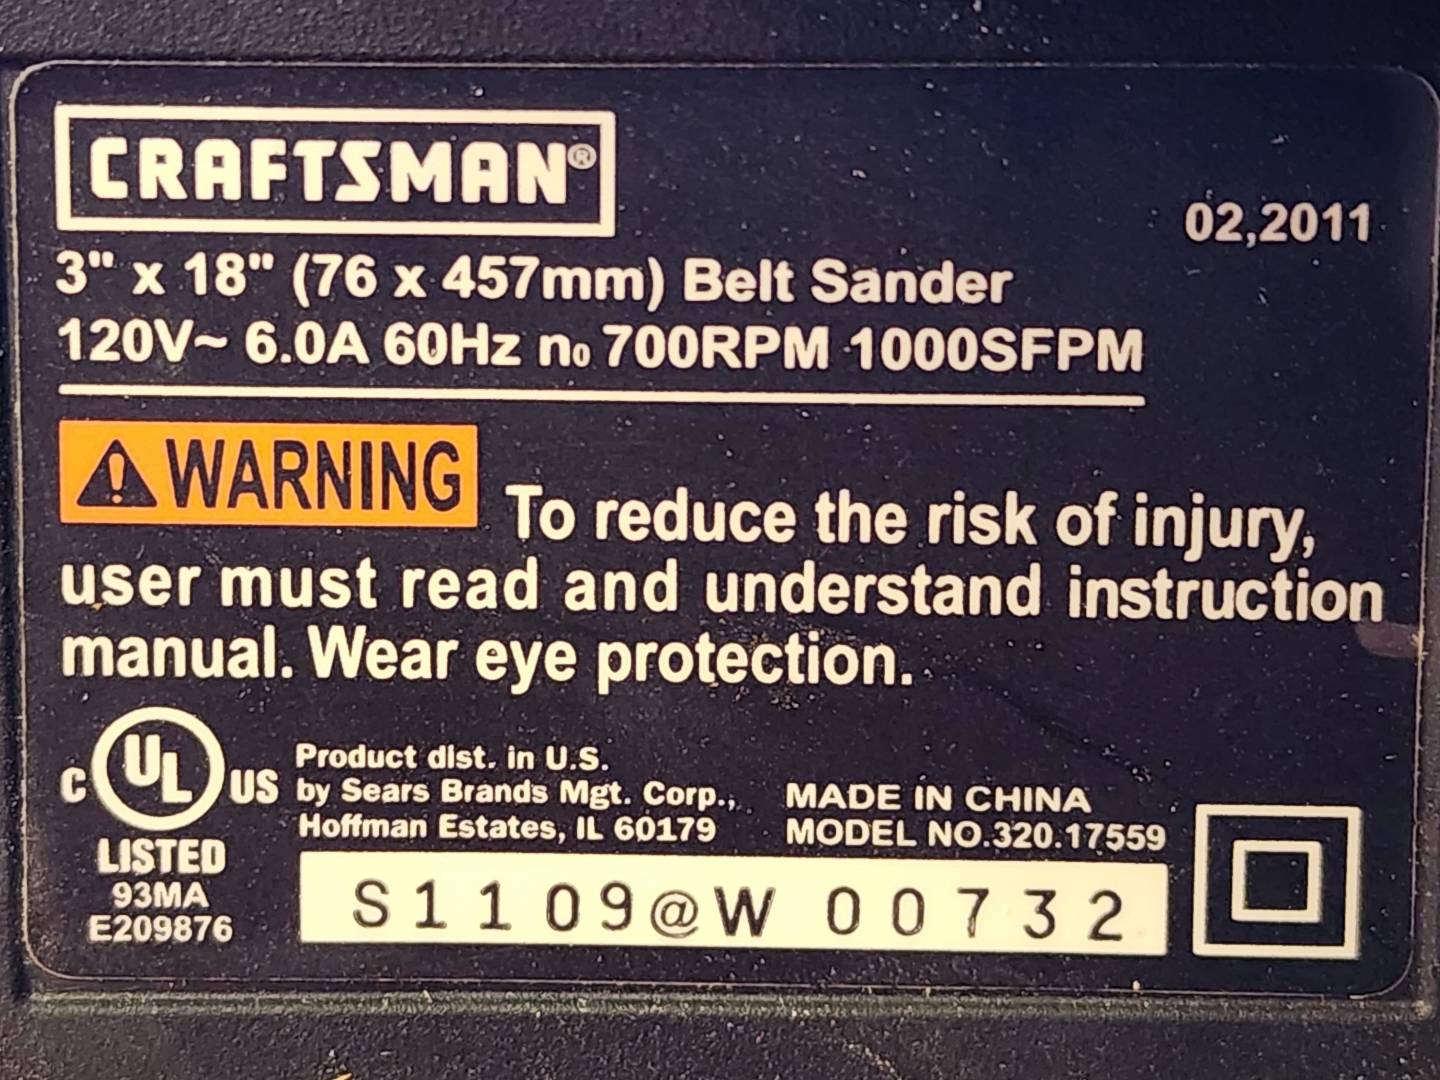 CRAFTSMAN®
02,2011
3" x 18" (76 x 457mm) Belt Sander
120V~ 6.0A 60Hz n₀ 700RPM 1000SFPM
WARNING To reduce the risk of injury,
user must read and understand instruction
manual. Wear eye protection.
C UL US
LISTED
93MA
E209876
Product dist. in U.S.
by Sears Brands Mgt. Corp.,
Hoffman Estates, IL 60179
MADE IN CHINA
MODEL NO.320.17559
S1109@W 00732